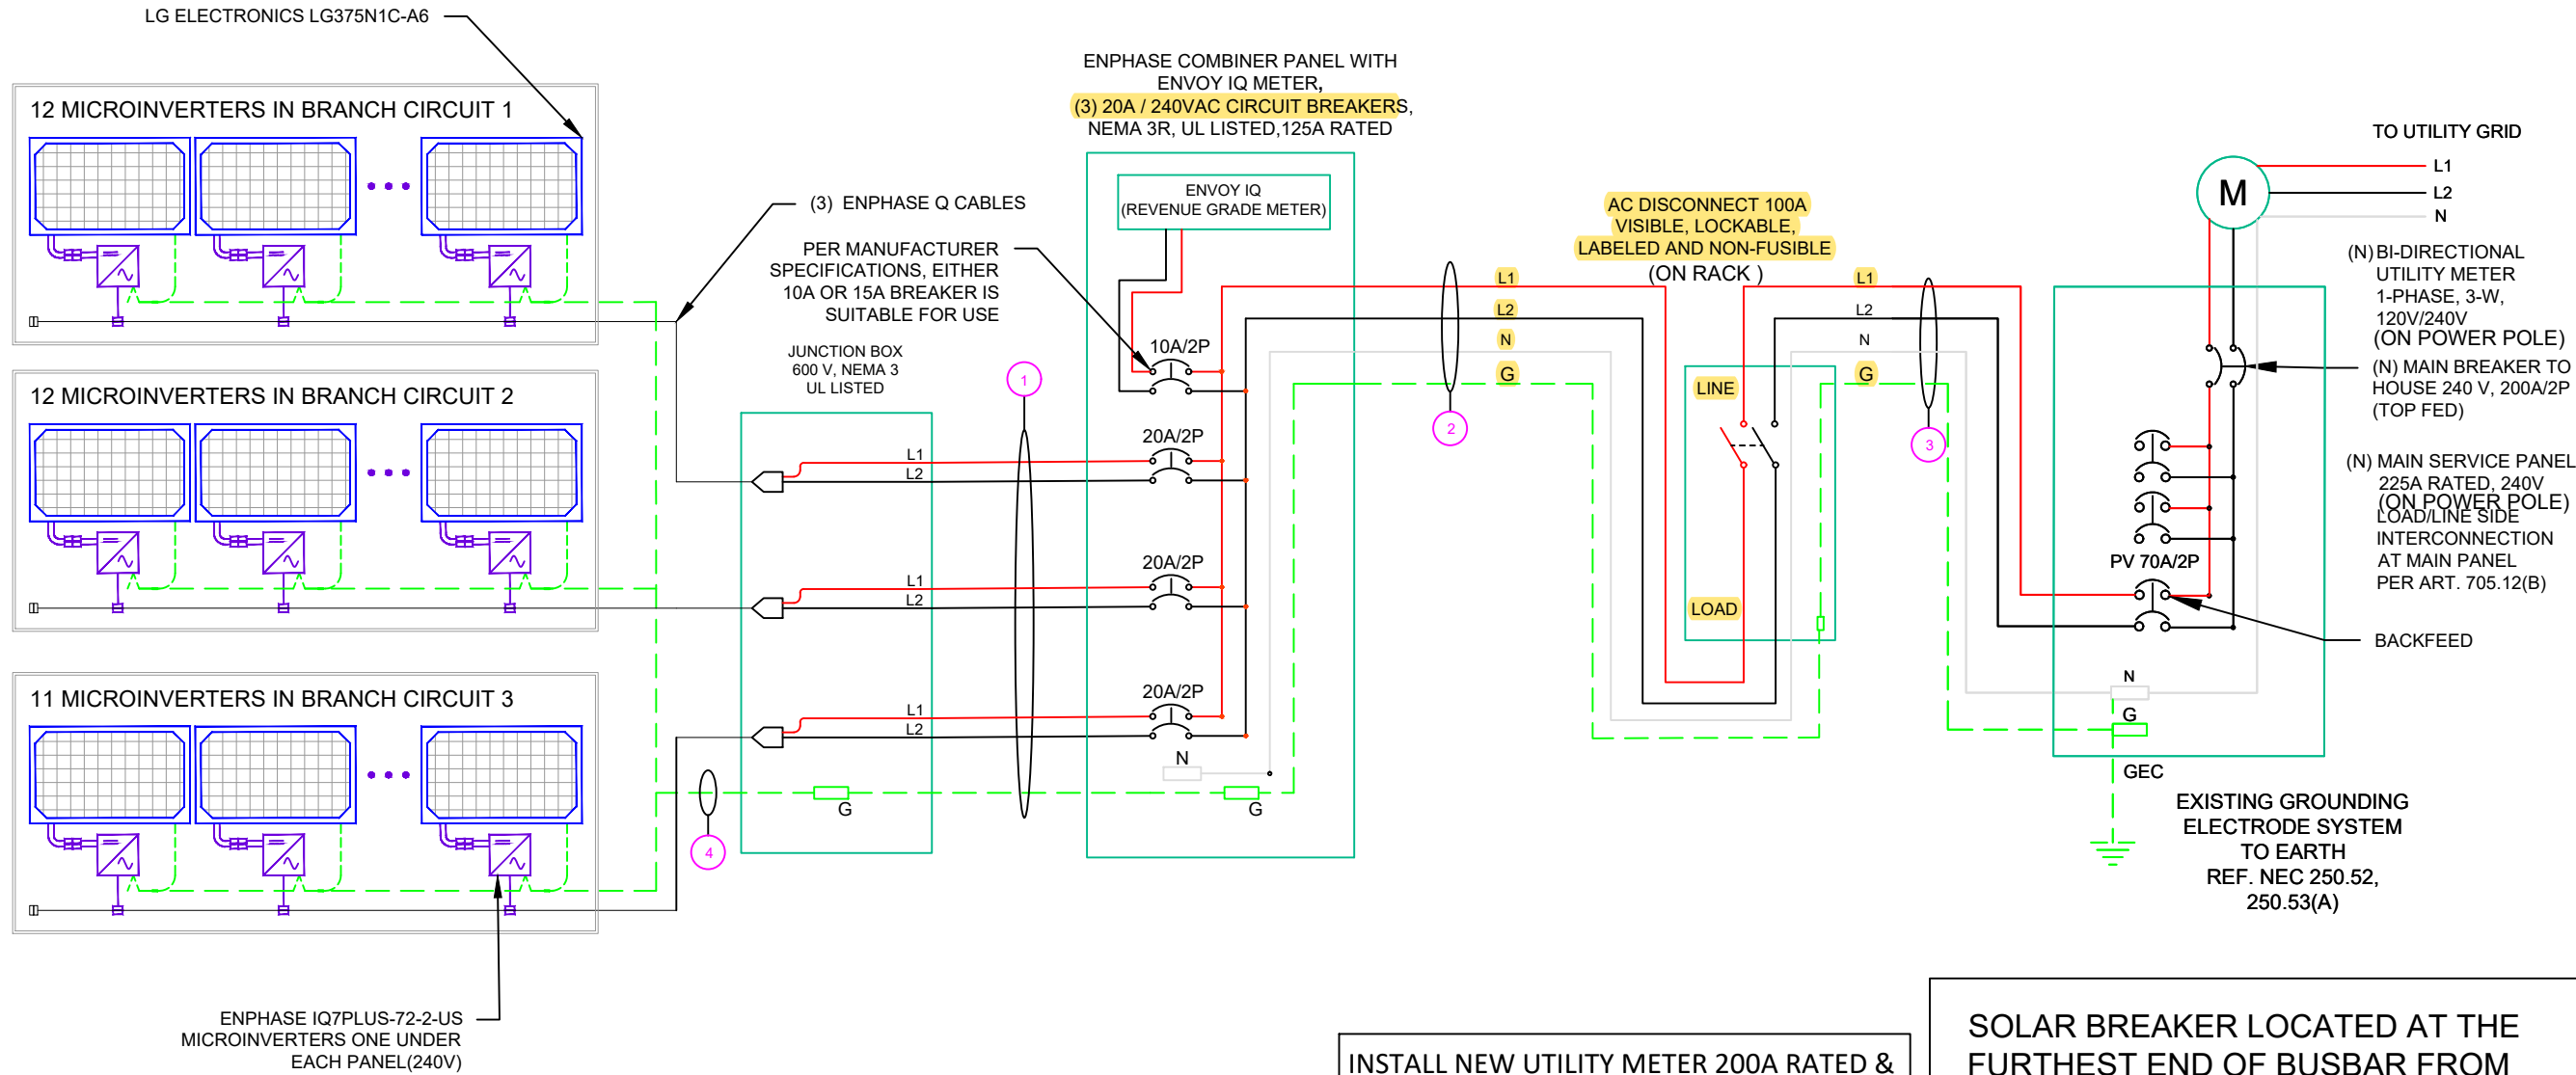 LG ELECTRONICS LG375N1C-A6
12 MICROINVERTERS IN BRANCH CIRCUIT 1
12 MICROINVERTERS IN BRANCH CIRCUIT 2
11 MICROINVERTERS IN BRANCH CIRCUIT 3
ENPHASE IQ7PLUS-72-2-US
MICROINVERTERS ONE UNDER
EACH PANEL(240V)
(3) ENPHASE Q CABLES
PER MANUFACTURER
SPECIFICATIONS, EITHER
10A OR 15A BREAKER IS
SUITABLE FOR USE
JUNCTION BOX
600 V, NEMA 3
UL LISTED
L1
L2
L1
L2
L1
L2
G
4
1
ENPHASE COMBINER PANEL WITH
ENVOY IQ METER,
(3) 20A / 240VAC CIRCUIT BREAKERS,
NEMA 3R, UL LISTED,125A RATED
ENVOY IQ
(REVENUE GRADE METER)
10A/2P
20A/2P
20A/2P
20A/2P
N
G
2
L1
L2
N
G
AC DISCONNECT 100A
VISIBLE, LOCKABLE,
LABELED AND NON-FUSIBLE
(ON RACK )
LINE
LOAD
L1
L2
N
G
3
TO UTILITY GRID
M
L1
L2
N
(N) BI-DIRECTIONAL
UTILITY METER
1-PHASE, 3-W,
120V/240V
(ON POWER POLE)
(N) MAIN BREAKER TO
HOUSE 240 V, 200A/2P
(TOP FED)
(N) MAIN SERVICE PANEL
225A RATED, 240V
(ON POWER POLE)
LOAD/LINE SIDE
INTERCONNECTION
AT MAIN PANEL
PER ART. 705.12(B)
PV 70A/2P
BACKFEED
N
G
GEC
EXISTING GROUNDING
ELECTRODE SYSTEM
TO EARTH
REF. NEC 250.52,
250.53(A)
INSTALL NEW UTILITY METER 200A RATED &
SOLAR BREAKER LOCATED AT THE
FURTHEST END OF BUSBAR FROM